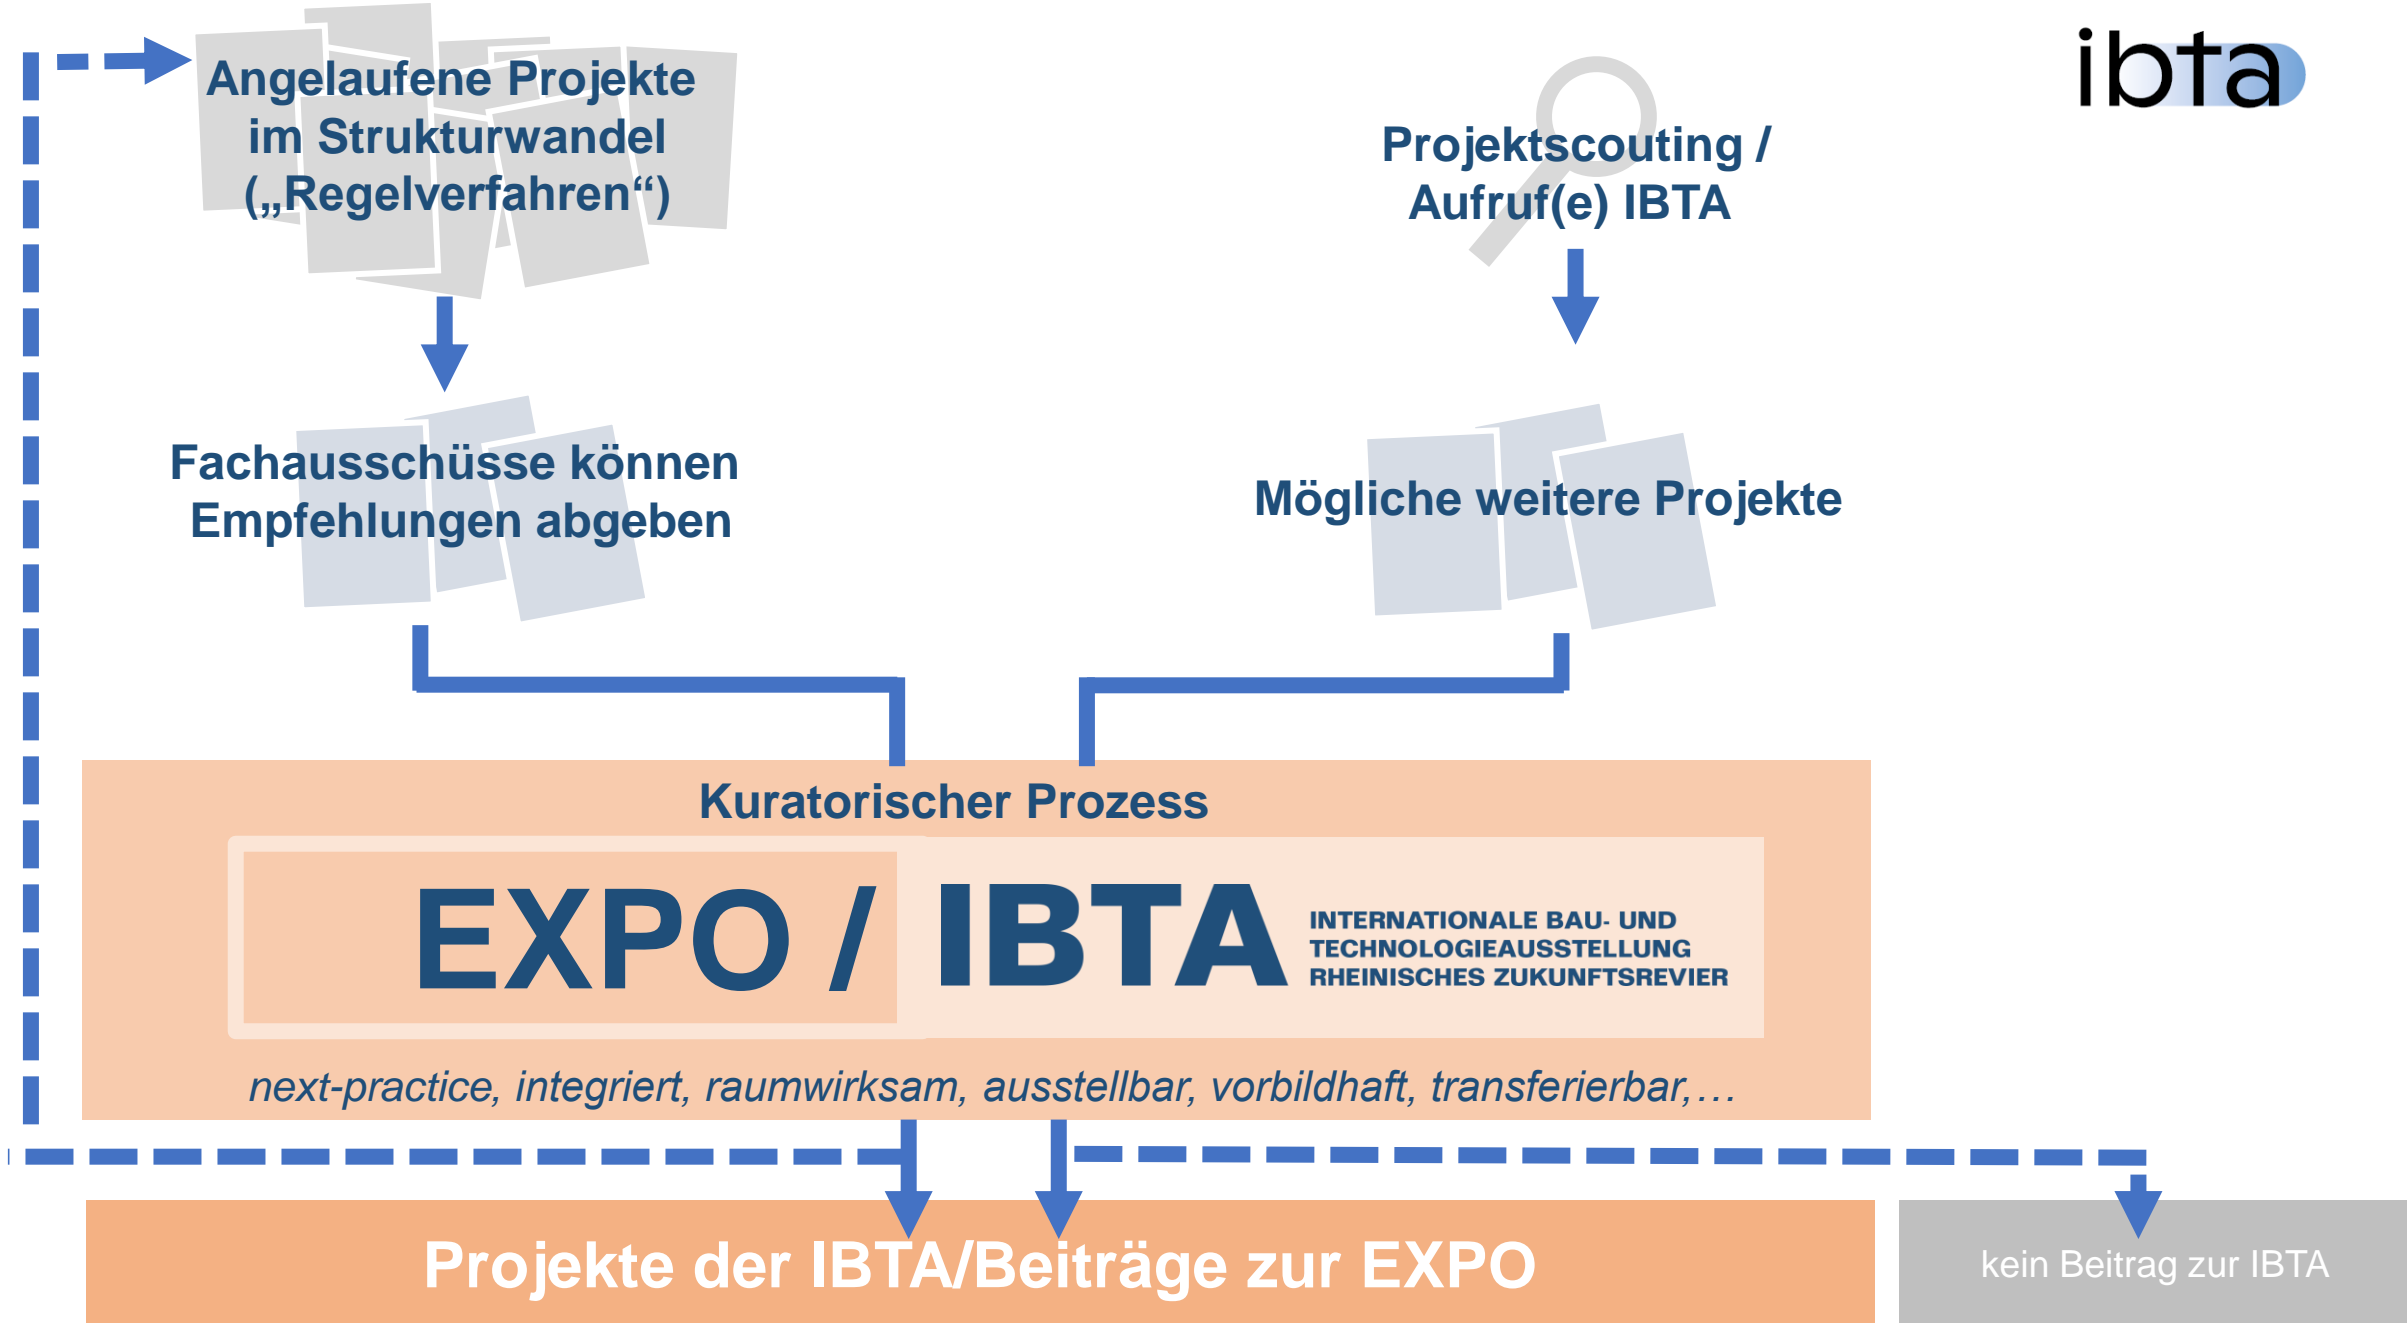 ibta
Angelaufene Projekte
im Strukturwandel
(„Regelverfahren“)
Projektscouting /
Aufruf(e) IBTA
Fachausschüsse können
Empfehlungen abgeben
Mögliche weitere Projekte
Kuratorischer Prozess
EXPO / IBTA
INTERNATIONALE BAU- UND
TECHNOLOGIEAUSSTELLUNG
RHEINISCHES ZUKUNFTSREVIER
next-practice, integriert, raumwirksam, ausstellbar, vorbildhaft, transferierbar,…
Projekte der IBTA/Beiträge zur EXPO
kein Beitrag zur IBTA